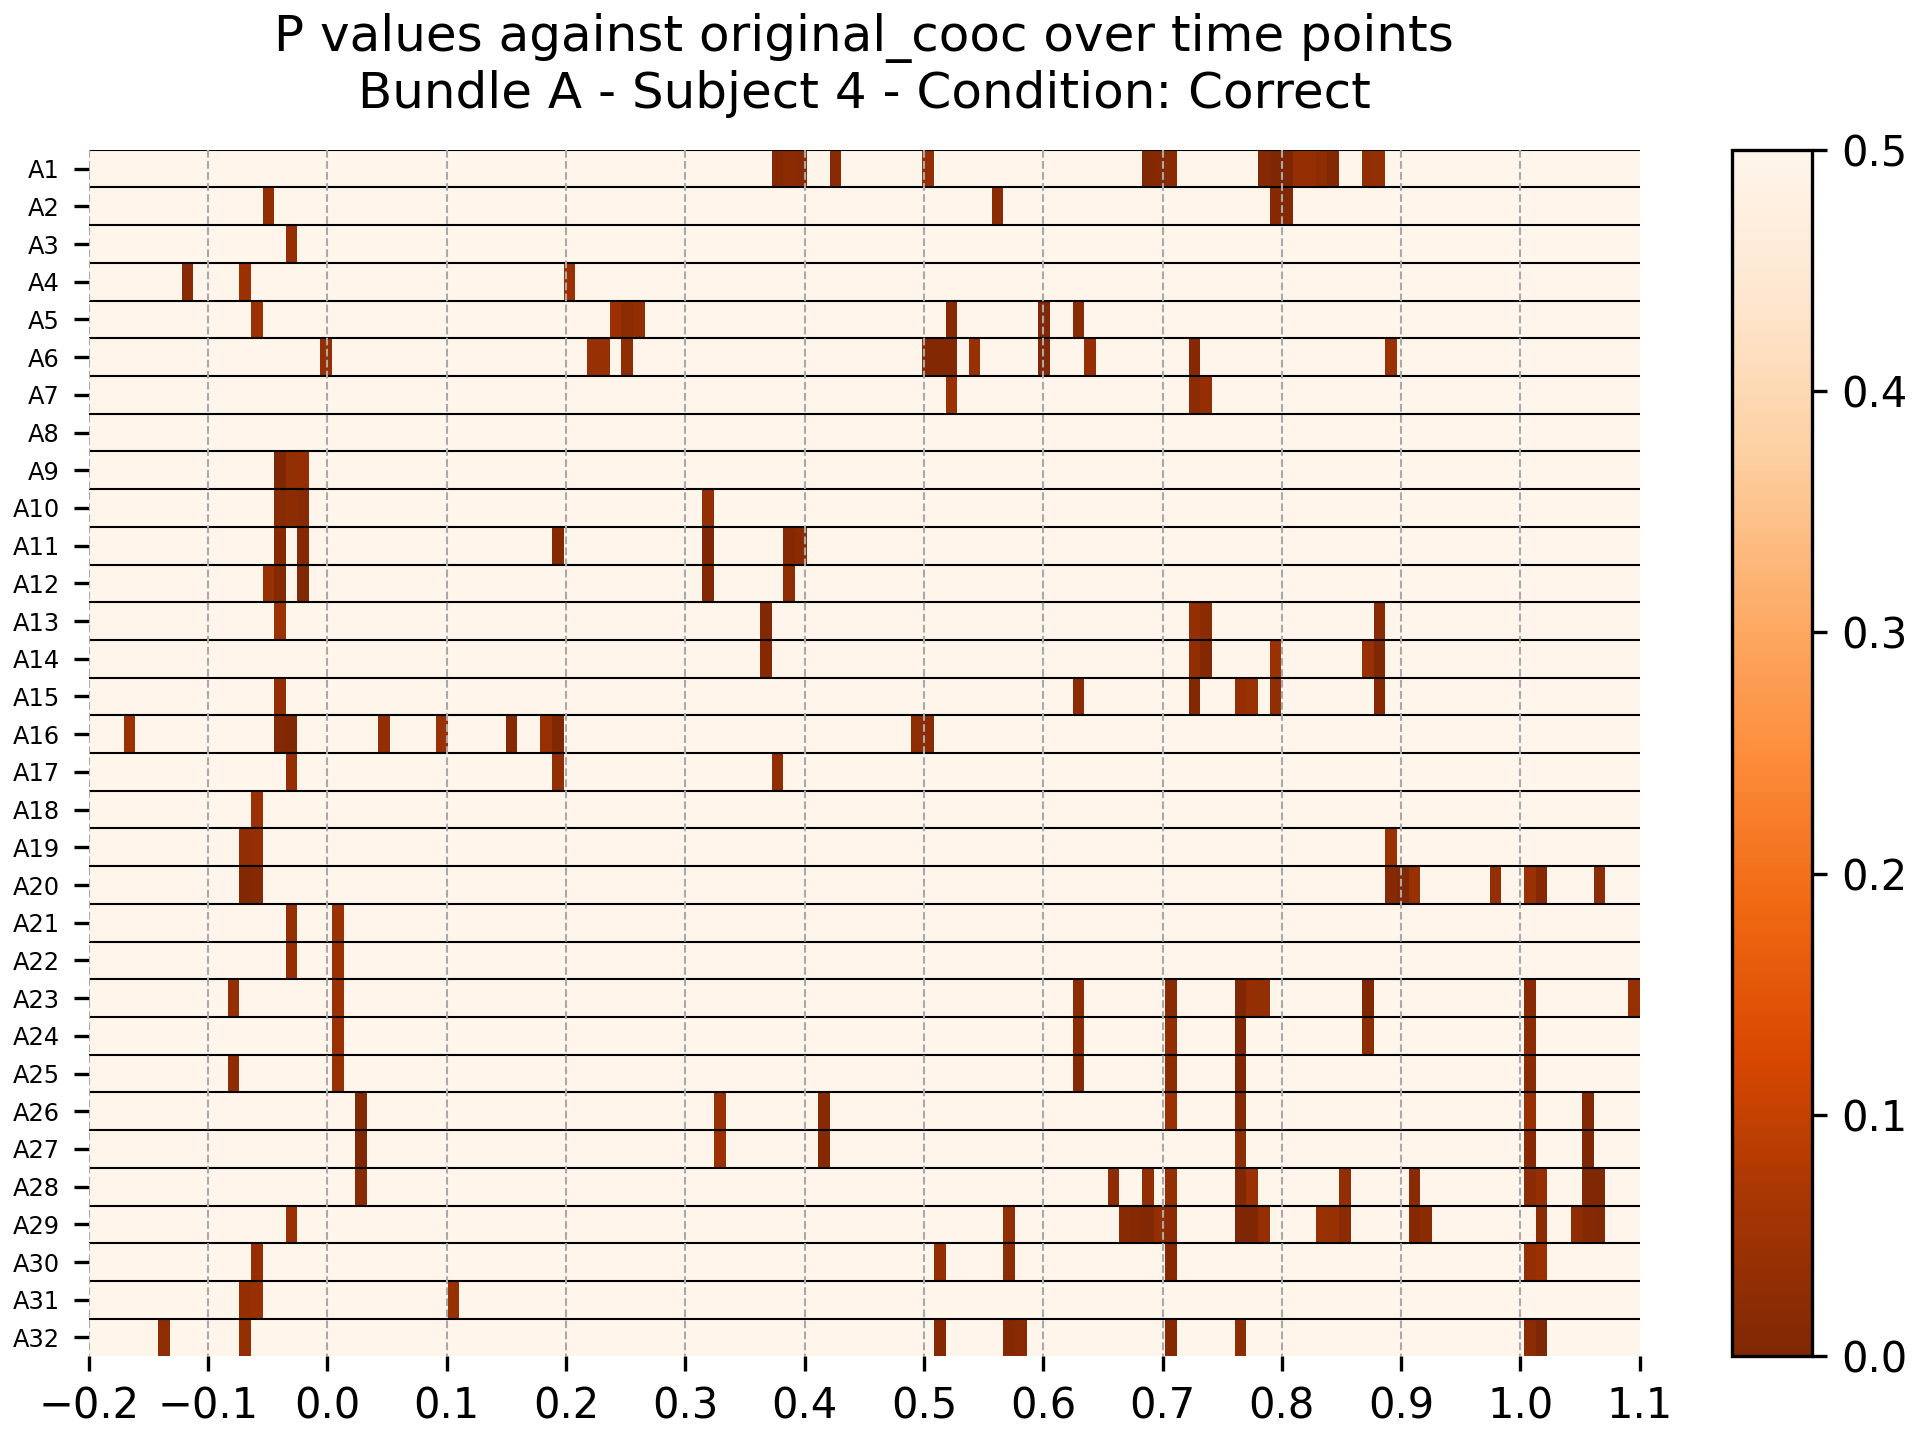 P values against original_cooc over time points
Bundle A - Subject 4 - Condition: Correct
A1
A2
A3
A4
A5
A6
A7
A8
A9
A10
A11
A12
A13
A14
A15
A16
A17
A18
A19
A20
A21
A22
A23
A24
A25
A26
A27
A28
A29
A30
A31
A32
−0.2 −0.1 0.0 0.1 0.2 0.3 0.4 0.5 0.6 0.7 0.8 0.9 1.0 1.1
0.5
0.4
0.3
0.2
0.1
0.0